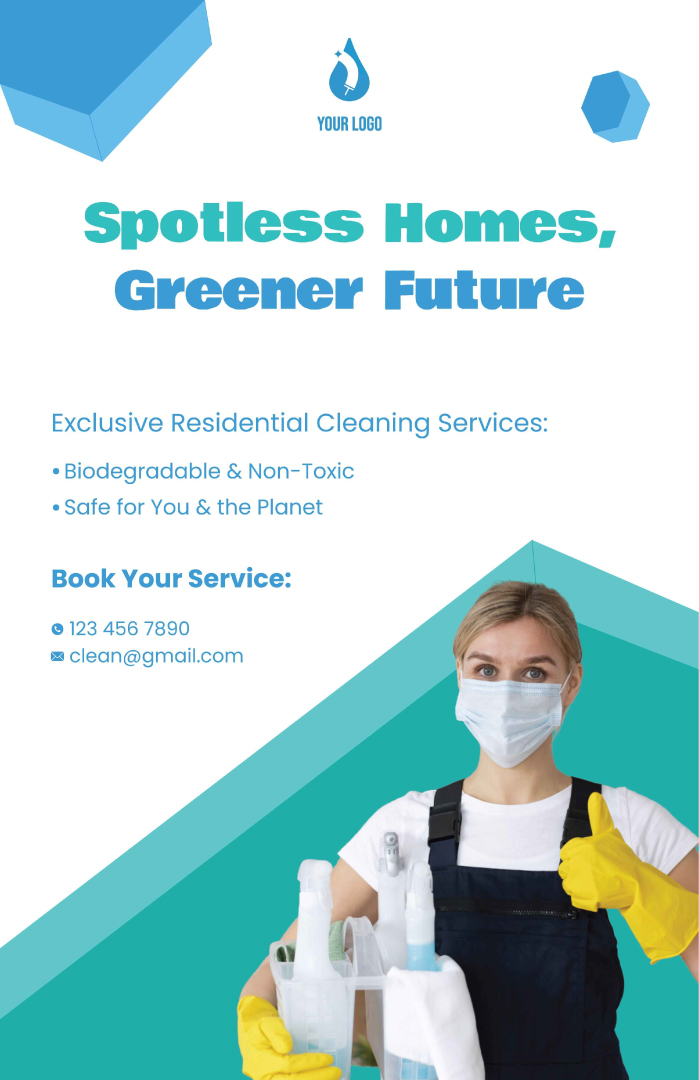 YOUR LOGO
Spotless Homes,
Greener Future
Exclusive Residential Cleaning Services:
• Biodegradable & Non-Toxic
• Safe for You & the Planet
Book Your Service:
123 456 7890
clean@gmail.com